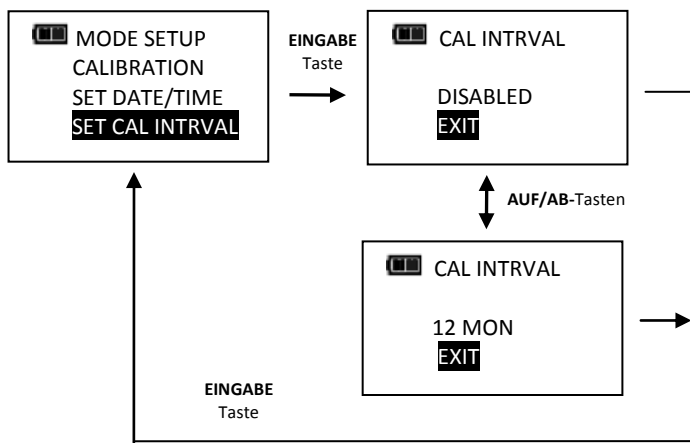 MODE SETUP
CALIBRATION
SET DATE/TIME
SET CAL INTRVAL
EINGABE
Taste
CAL INTRVAL
DISABLED
EXIT
AUF/AB-Tasten
CAL INTRVAL
12 MON
EXIT
EINGABE
Taste